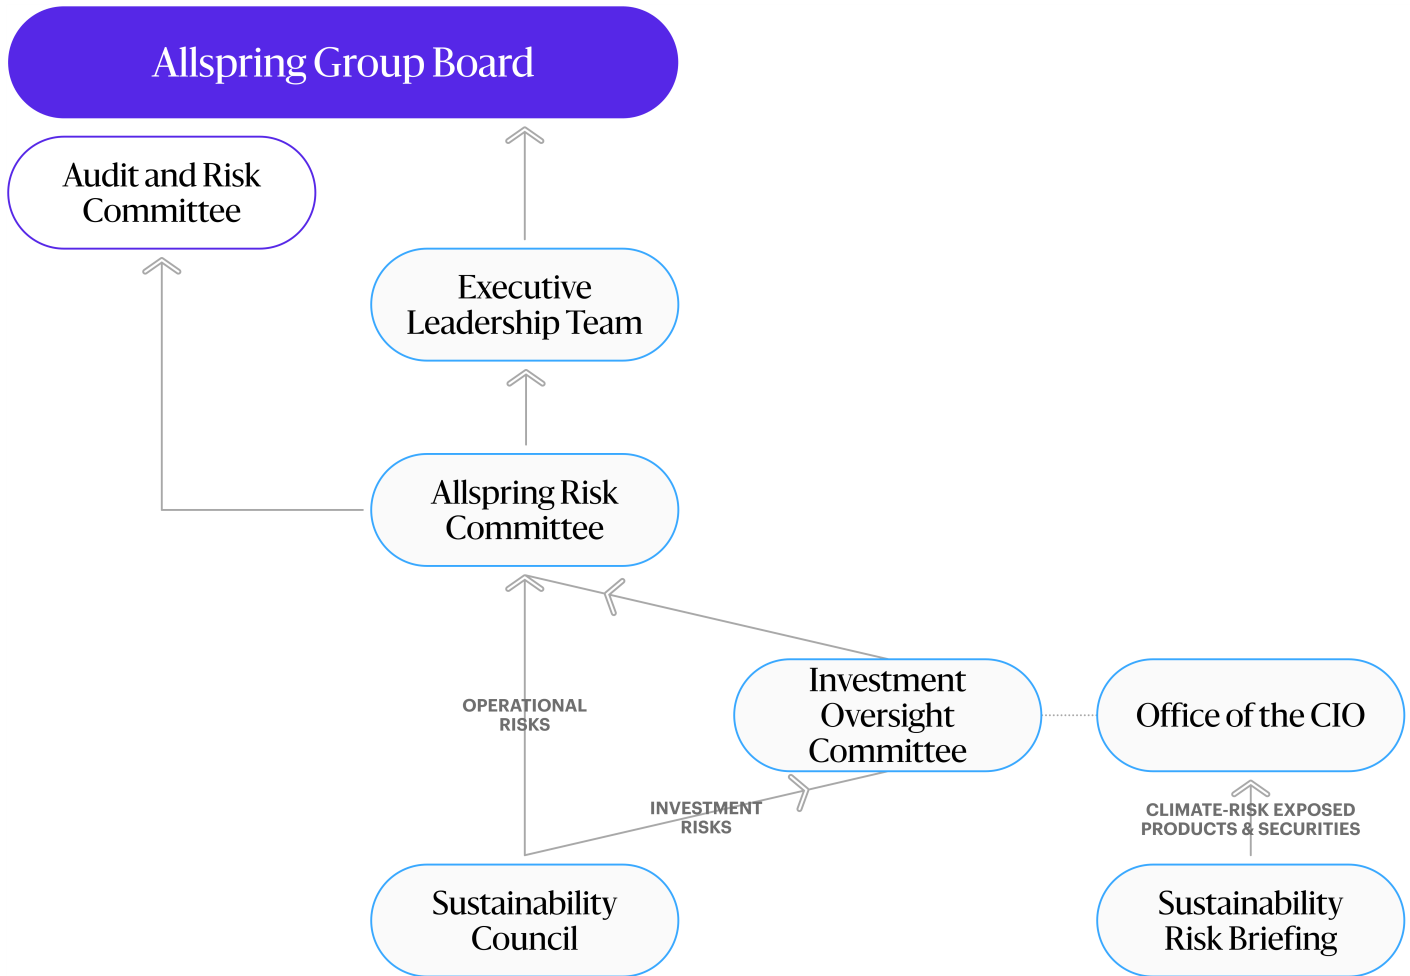 Allspring Group Board
Audit and Risk
Committee
Executive
Leadership Team
Allspring Risk
Committee
OPERATIONAL
RISKS
Investment
Oversight
Committee
Office of the CIO
INVESTMENT
RISKS
CLIMATE-RISK EXPOSED
PRODUCTS & SECURITIES
Sustainability
Council
Sustainability
Risk Briefing